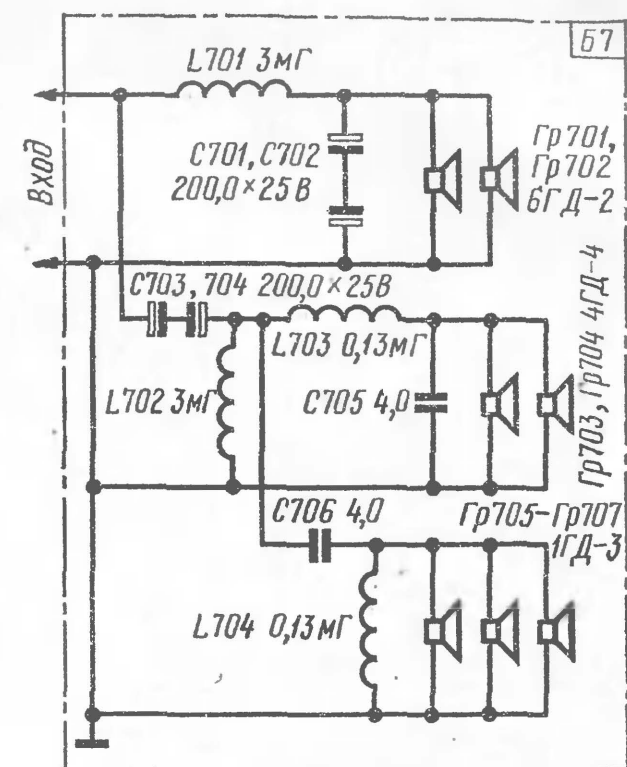 Б7
L701 3мГ
Вход
С701, С702
200,0×25В
Гр701,
Гр702
6ГД-2
С703, 704 200,0×25В
L703 0,13мГ
Гр703, Гр704 4ГД-4
L702 3мГ
С705 4,0
С706 4,0
Гр705-Гр707
1ГД-3
L704 0,13мГ